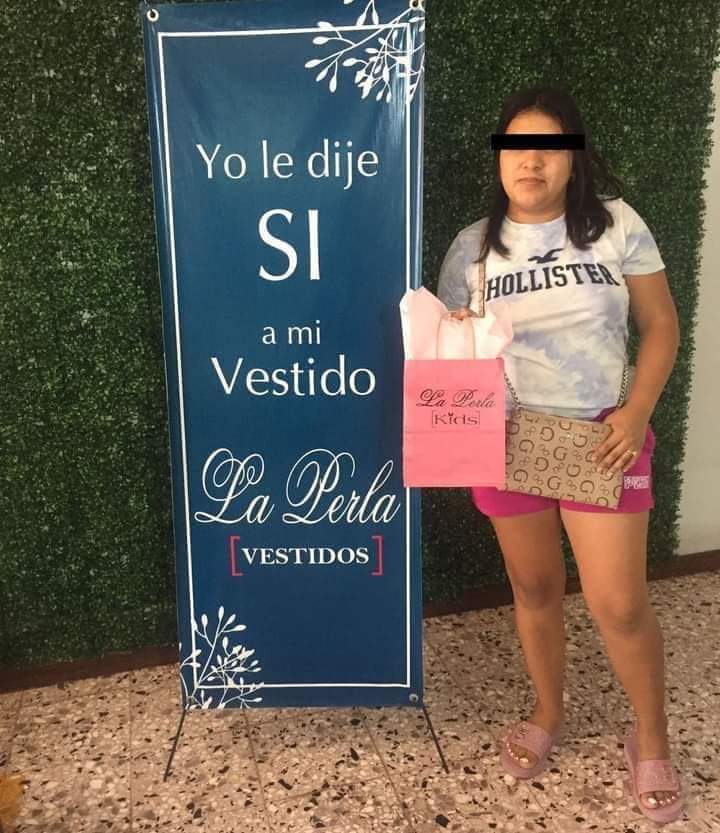 Yo le dije
SI
a mi
Vestido
La Perla
[VESTIDOS]
HOLLISTER
La Perla
[Kids]